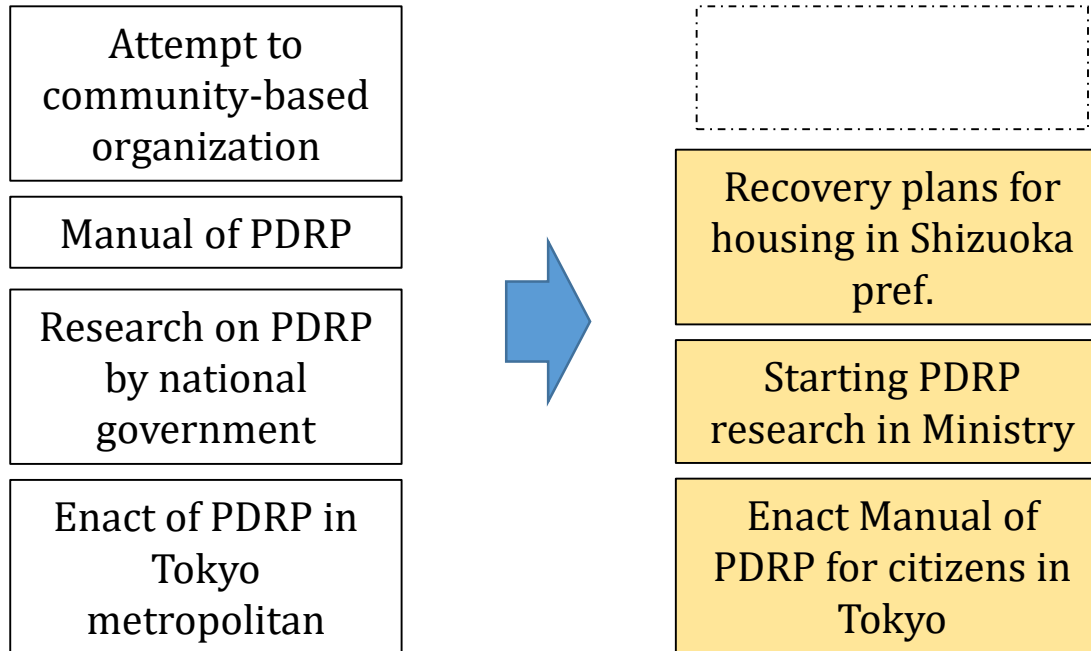 Attempt to
community-based
organization
Manual of PDRP
Research on PDRP
by national
government
Enact of PDRP in
Tokyo
metropolitan
Recovery plans for
housing in Shizuoka
pref.
Starting PDRP
research in Ministry
Enact Manual of
PDRP for citizens in
Tokyo